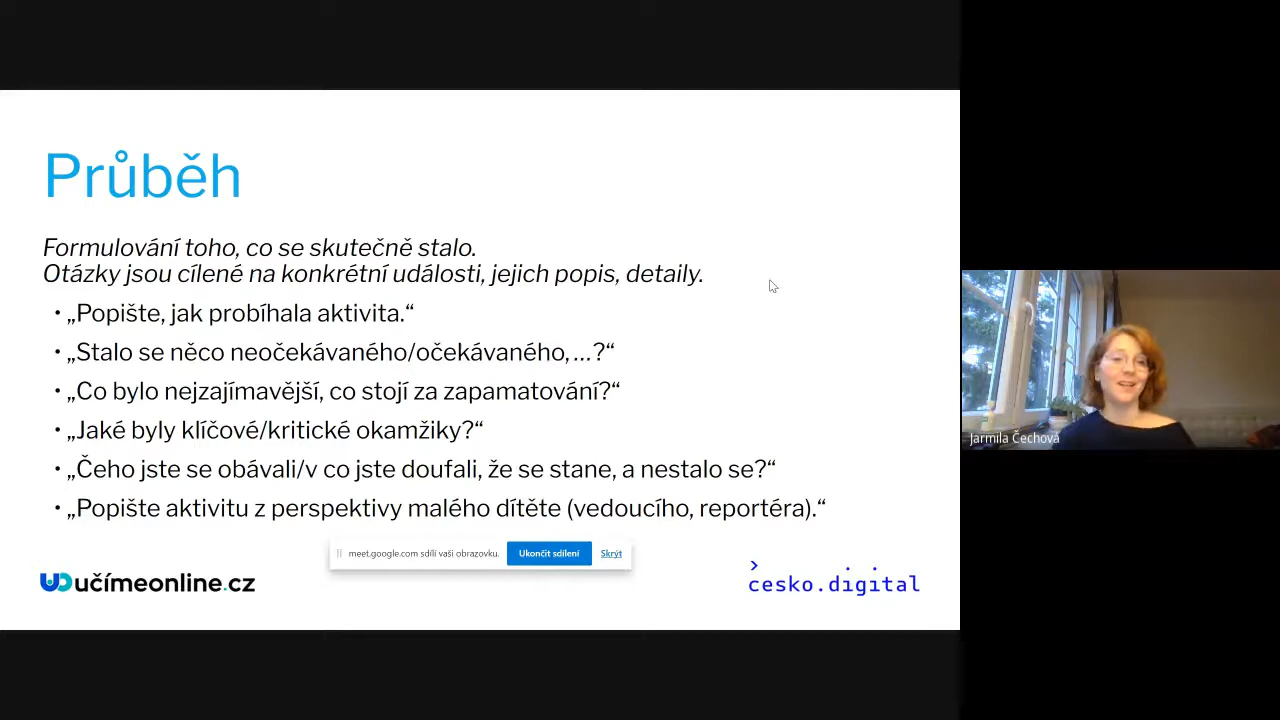 Průběh
Formulování toho, co se skutečně stalo.
Otázky jsou cílené na konkrétní události, jejich popis, detaily.
• „Popište, jak probíhala aktivita.“
• „Stalo se něco neočekávaného/očekávaného, …?“
• „Co bylo nejzajímavější, co stojí za zapamatování?“
• „Jaké byly klíčové/kritické okamžiky?“
• „Čeho jste se obávali/v co jste doufali, že se stane, a nestalo se?“
• „Popište aktivitu z perspektivy malého dítěte (vedoucího, reportéra).“
meet.google.com sdílí vaši obrazovku. Ukončit sdílení Skrýt
učímeonline.cz
cesko.digital
Jarmila Čechová